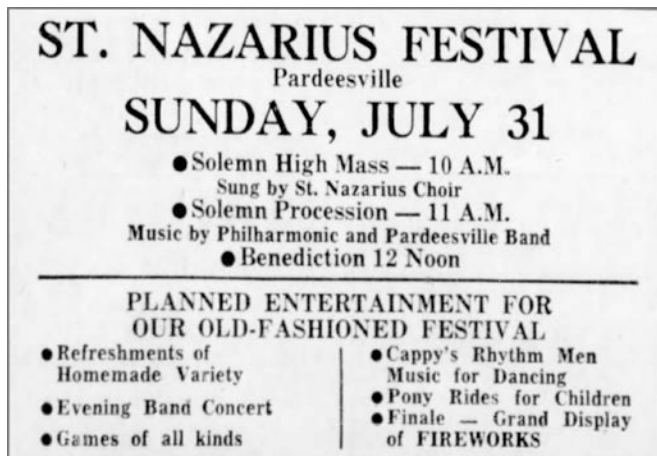 ST. NAZARIUS FESTIVAL
Pardeesville
SUNDAY, JULY 31
● Solemn High Mass — 10 A.M.
Sung by St. Nazarius Choir
● Solemn Procession — 11 A.M.
Music by Philharmonic and Pardeesville Band
● Benediction 12 Noon
PLANNED ENTERTAINMENT FOR
OUR OLD-FASHIONED FESTIVAL
● Refreshments of
Homemade Variety
● Evening Band Concert
● Games of all kinds
● Cappy's Rhythm Men
Music for Dancing
● Pony Rides for Children
● Finale — Grand Display
of FIREWORKS